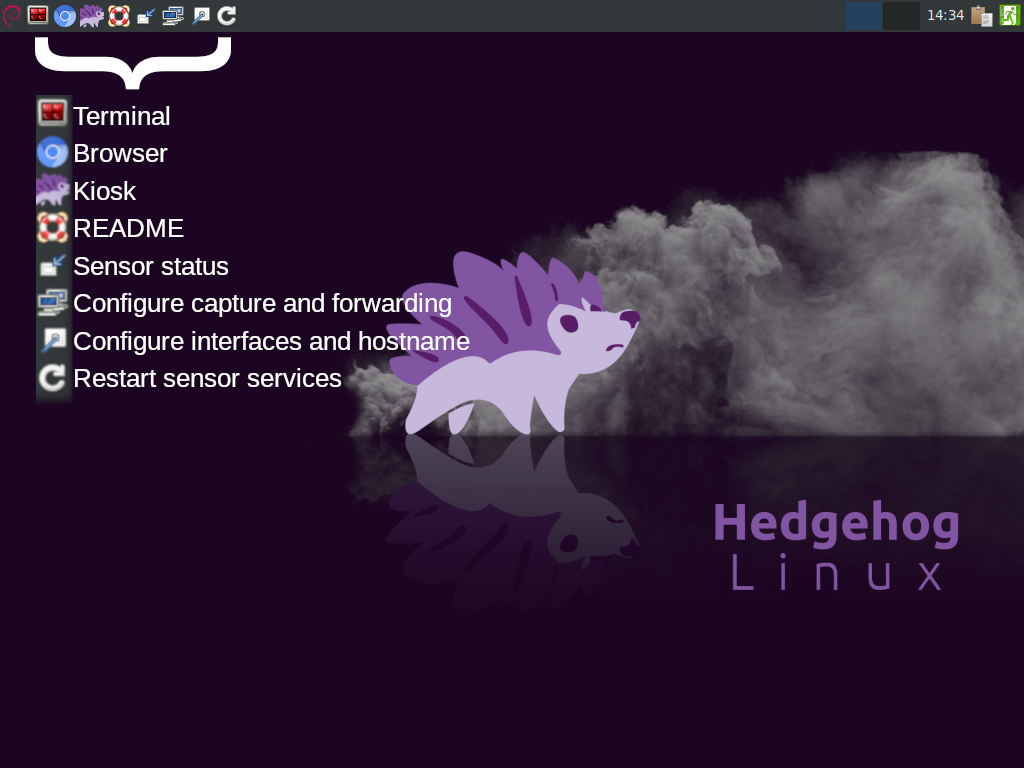 14:34
Terminal
Browser
Kiosk
README
Sensor status
Configure capture and forwarding
Configure interfaces and hostname
Restart sensor services
Hedgehog
Linux